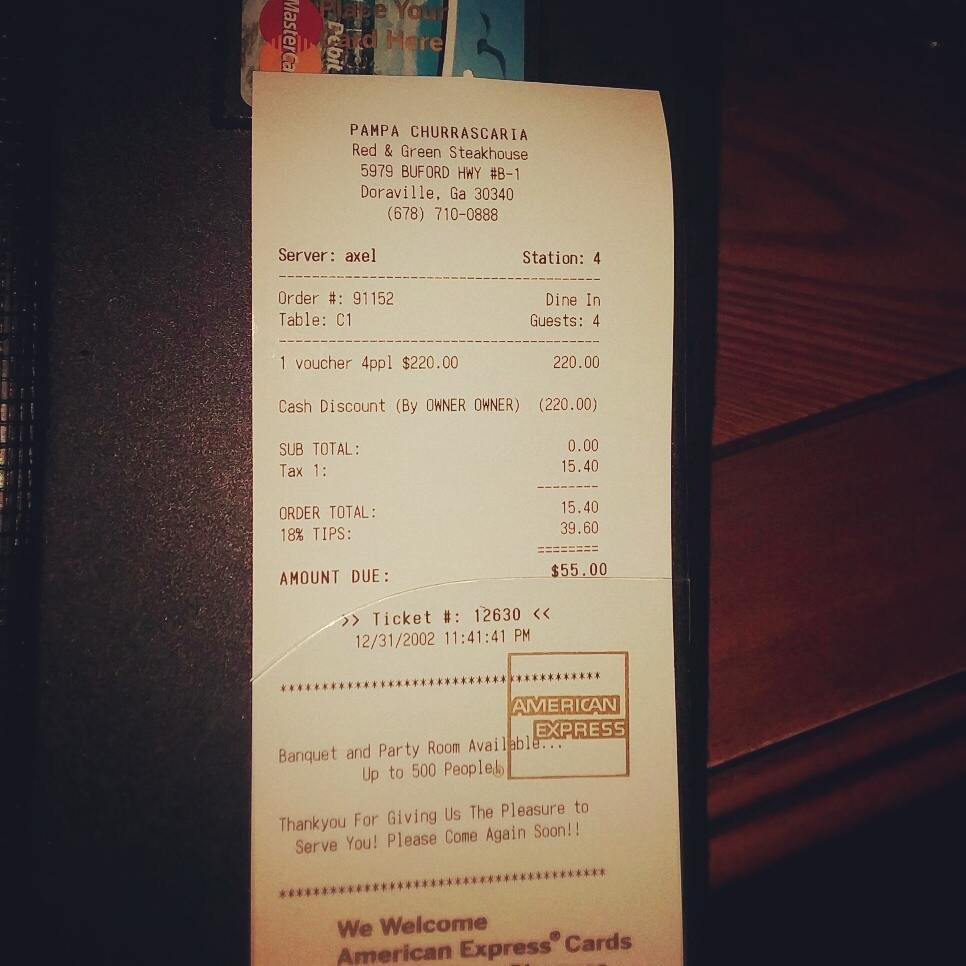 MasterCa
Debit
Place Your
Card Here
PAMPA CHURRASCARIA
Red & Green Steakhouse
5979 BUFORD HWY #B-1
Doraville, Ga 30340
(678) 710-0888
Server: axel Station: 4
--------------------------------------
Order #: 91152 Dine In
Table: C1 Guests: 4
--------------------------------------
1 voucher 4ppl $220.00 220.00
Cash Discount (By OWNER OWNER) (220.00)
SUB TOTAL: 0.00
Tax 1: 15.40
--------
ORDER TOTAL: 15.40
18% TIPS: 39.60
========
AMOUNT DUE: $55.00
>> Ticket #: 12630 <<
12/31/2002 11:41:41 PM
****************************************
AMERICAN
EXPRESS
Banquet and Party Room Available...
Up to 500 People!
®
Thankyou For Giving Us The Pleasure to
Serve You! Please Come Again Soon!!
****************************************
We Welcome
American Express® Cards